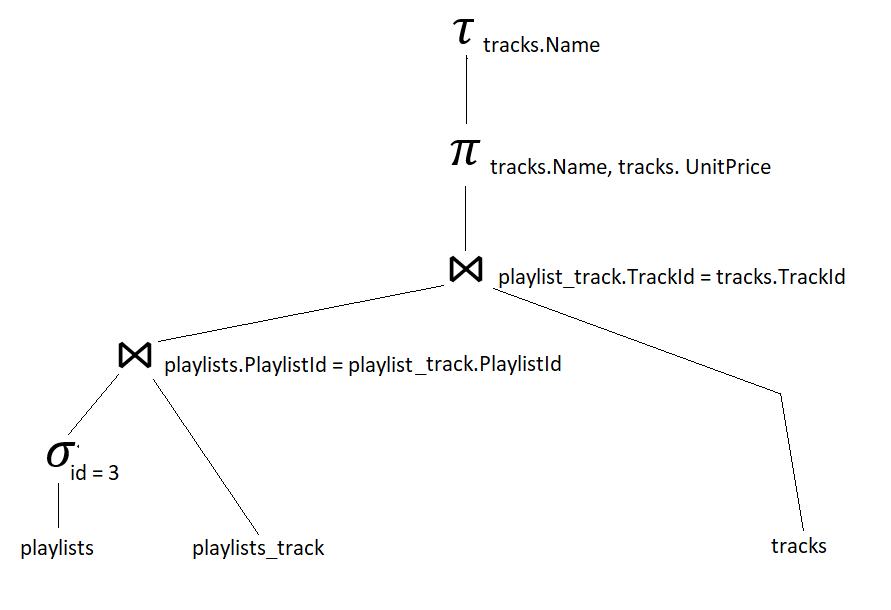 τ tracks.Name
π tracks.Name, tracks. UnitPrice
⋈ playlist_track.TrackId = tracks.TrackId
⋈ playlists.PlaylistId = playlist_track.PlaylistId
σ id = 3
playlists playlists_track tracks